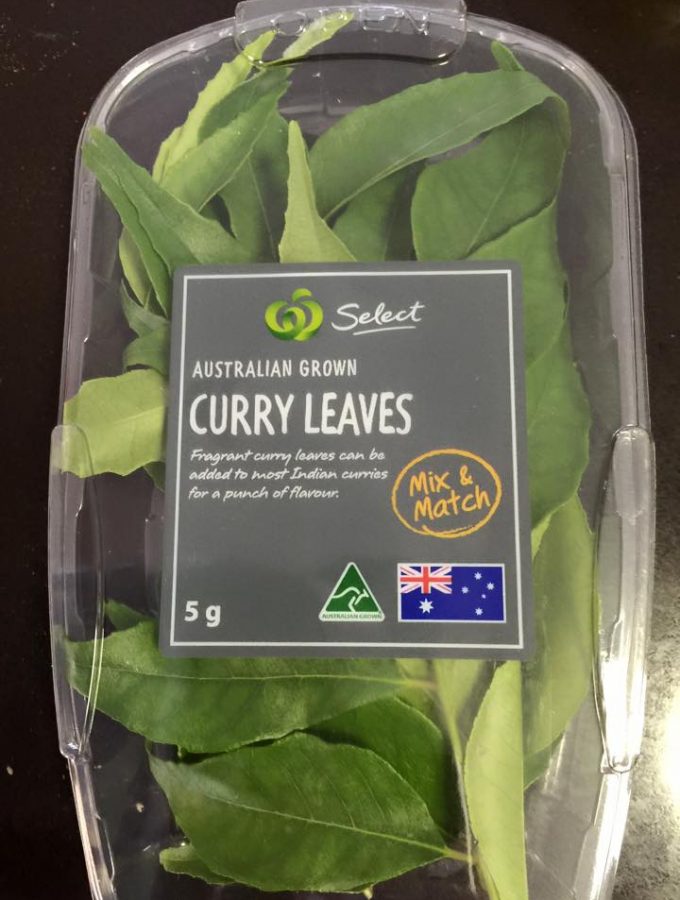 OPEN
Select
AUSTRALIAN GROWN
CURRY LEAVES
Fragrant curry leaves can be
added to most Indian curries
for a punch of flavour.
Mix &
Match
5 g
AUSTRALIAN GROWN